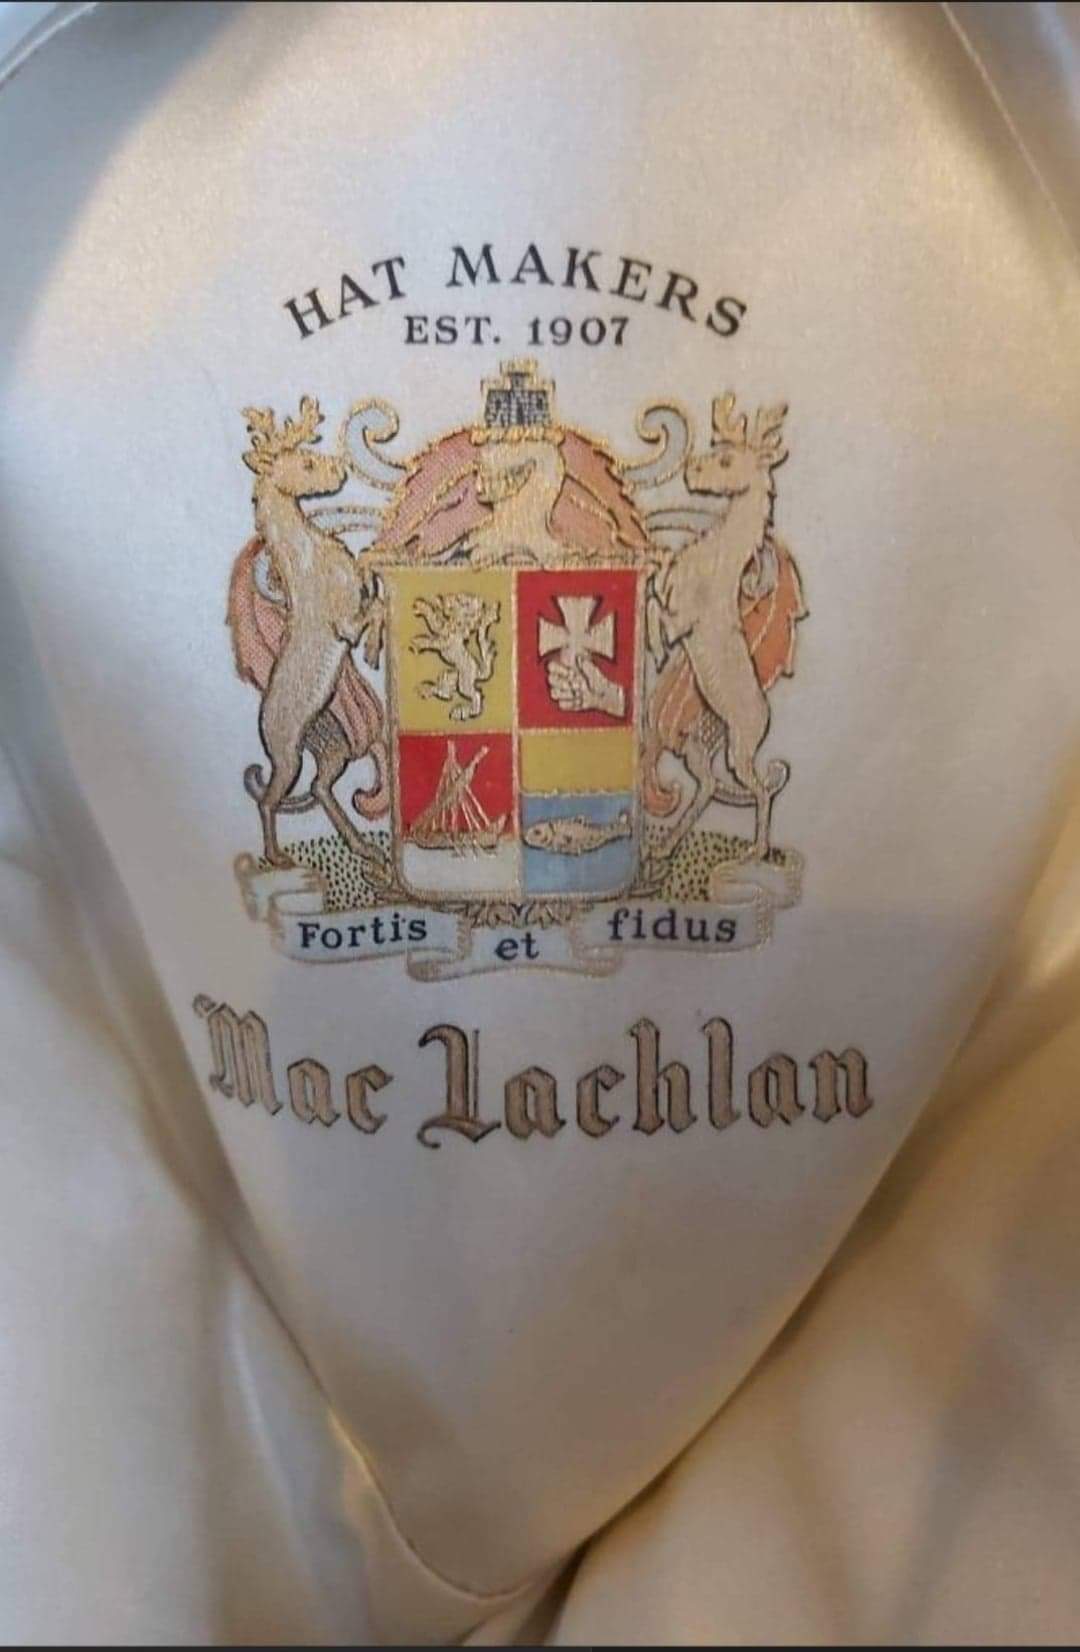 HAT MAKERS
EST. 1907
Fortis et fidus
Mac Lachlan